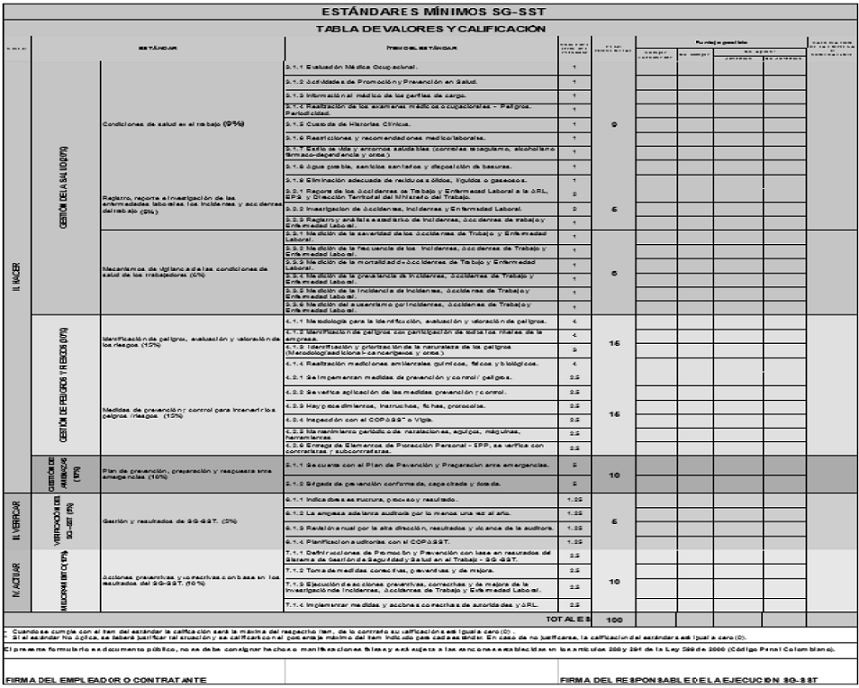 ESTÁNDARES MÍNIMOS SG-SST
TABLA DE VALORES Y CALIFICACIÓN
ESTÁNDAR
ÍTEM DEL ESTÁNDAR
Puntaje posible
II. HACER
GESTIÓN DE LA SALUD (20%)
Condiciones de salud en el trabajo (9%)
3.1.1 Evaluación Médica Ocupacional.
1
3.1.2 Actividades de Promoción y Prevención en Salud.
1
3.1.3 Información al médico de los perfiles de cargo.
1
3.1.4 Realización de los exámenes médicos ocupacionales - Peligros.
Periodicidad.
1
3.1.5 Custodia de Historias Clínicas.
1
3.1.6 Restricciones y recomendaciones médico/laborales.
1
3.1.7 Estilo de vida y entornos saludables (controles tabaquismo, alcoholismo
fármaco-dependencia y otros)
1
3.1.8 Agua potable, servicios sanitarios y disposición de basuras.
1
3.1.9 Eliminación adecuada de residuos sólidos, líquidos o gaseosos.
1
9
Registro, reporte e investigación de las
enfermedades laborales, los incidentes y accidentes
del trabajo (5%)
3.2.1 Reporte de los Accidentes de Trabajo y Enfermedad Laboral a la ARL,
EPS y Dirección Territorial del Ministerio de Trabajo.
2
3.2.2 Investigación de Accidentes, Incidentes y Enfermedad Laboral.
2
3.2.3 Registro y análisis estadístico de Incidentes, Accidentes de trabajo y
Enfermedad Laboral.
1
5
Mecanismos de vigilancia de las condiciones de
salud de los trabajadores (6%)
3.3.1 Medición de la severidad de los Accidentes de Trabajo y Enfermedad
Laboral.
1
3.3.2 Medición de la frecuencia de los Incidentes, Accidentes de Trabajo y
Enfermedad Laboral.
1
3.3.3 Medición de la mortalidad de Accidentes de Trabajo y Enfermedad
Laboral.
1
3.3.4 Medición de la prevalencia de Incidentes, Accidentes de Trabajo y
Enfermedad Laboral.
1
3.3.5 Medición de la Incidencia de Incidentes, Accidentes de Trabajo y
Enfermedad Laboral.
1
3.3.6 Medición del ausentismo por Incidentes, Accidentes de Trabajo y
Enfermedad Laboral.
1
6
GESTIÓN DE PELIGROS Y RIESGOS (30%)
Identificación de peligros, evaluación y valoración de
los riesgos (15%)
4.1.1 Metodología para la identificación, evaluación y valoración de peligros.
4
4.1.2 Identificación de peligros con participación de todos los niveles de la
empresa.
4
4.1.3 Identificación y priorización de la naturaleza de los peligros
(Metodología adicional- cancerígenos y otros)
3
4.1.4 Realización mediciones ambientales químicos, físicos y biológicos.
4
15
Medidas de prevención y control para intervenir los
peligros /riesgos (15%)
4.2.1 Se implementan medidas de prevención y control/ peligros.
2.5
4.2.2 Se verifica aplicación de las medidas prevención y control.
2.5
4.2.3 Hay procedimientos, instructivos, fichas, protocolos.
2.5
4.2.4 Inspección con el COPASST o Vigía.
2.5
4.2.5 Mantenimiento periódico de instalaciones, equipos, máquinas,
herramientas
2.5
4.2.6 Entrega de Elementos de Protección Personal - EPP, se verifica con
contratistas y subcontratistas.
2.5
15
GESTIÓN DE AMENAZAS (10%)
Plan de prevención, preparación y respuesta ante
emergencias (10%)
5.1.1 Se cuenta con el Plan de Prevención y Preparación ante emergencias.
5
5.1.2 Brigada de prevención conformada, capacitada y dotada.
5
10
III. VERIFICAR
VERIFICACIÓN DEL SG-SST (5%)
Gestión y resultados de SG-SST. (5%)
6.1.1 Indicadores estructura, proceso y resultado.
1.25
6.1.2 La empresa adelanta auditoría por lo menos una vez al año.
1.25
6.1.3 Revisión anual por la alta dirección, resultados y alcance de la auditoría.
1.25
6.1.4 Planificación auditorías con el COPASST.
1.25
5
IV. ACTUAR
MEJORAMIENTO (10%)
Acciones preventivas y correctivas con base en los
resultados del SG-SST. (10%)
7.1.1 Definir acciones de Promoción y Prevención con base en resultados del
Sistema de Gestión de Seguridad y Salud en el Trabajo - SG-SST.
2.5
7.1.2 Toma de medidas correctivas, preventivas y de mejora.
2.5
7.1.3 Ejecución de acciones preventivas, correctivas y de mejora de la
investigación de Incidentes, Accidentes de Trabajo y Enfermedad Laboral.
2.5
7.1.4 Implementar medidas y acciones correctivas de autoridades y ARL.
2.5
10
TOTALES
100
* Cuando se cumple con el ítem del estándar la calificación será la máxima del respectivo ítem, de lo contrario su calificación será igual a cero (0).
* Si el estándar No Aplica, se deberá justificar tal situación y se calificará con el porcentaje máximo del ítem indicado para cada estándar. En caso de no justificarse, la calificación del estándar será igual a cero (0).
El presente formulario es documento público, no se debe consignar hechos o manifestaciones falsas y está sujeta a las sanciones establecidas en los artículos 288 y 294 de la Ley 599 de 2000 (Código Penal Colombiano).
FIRMA DEL EMPLEADOR O CONTRATANTE
FIRMA DEL RESPONSABLE DE LA EJECUCION SG-SST